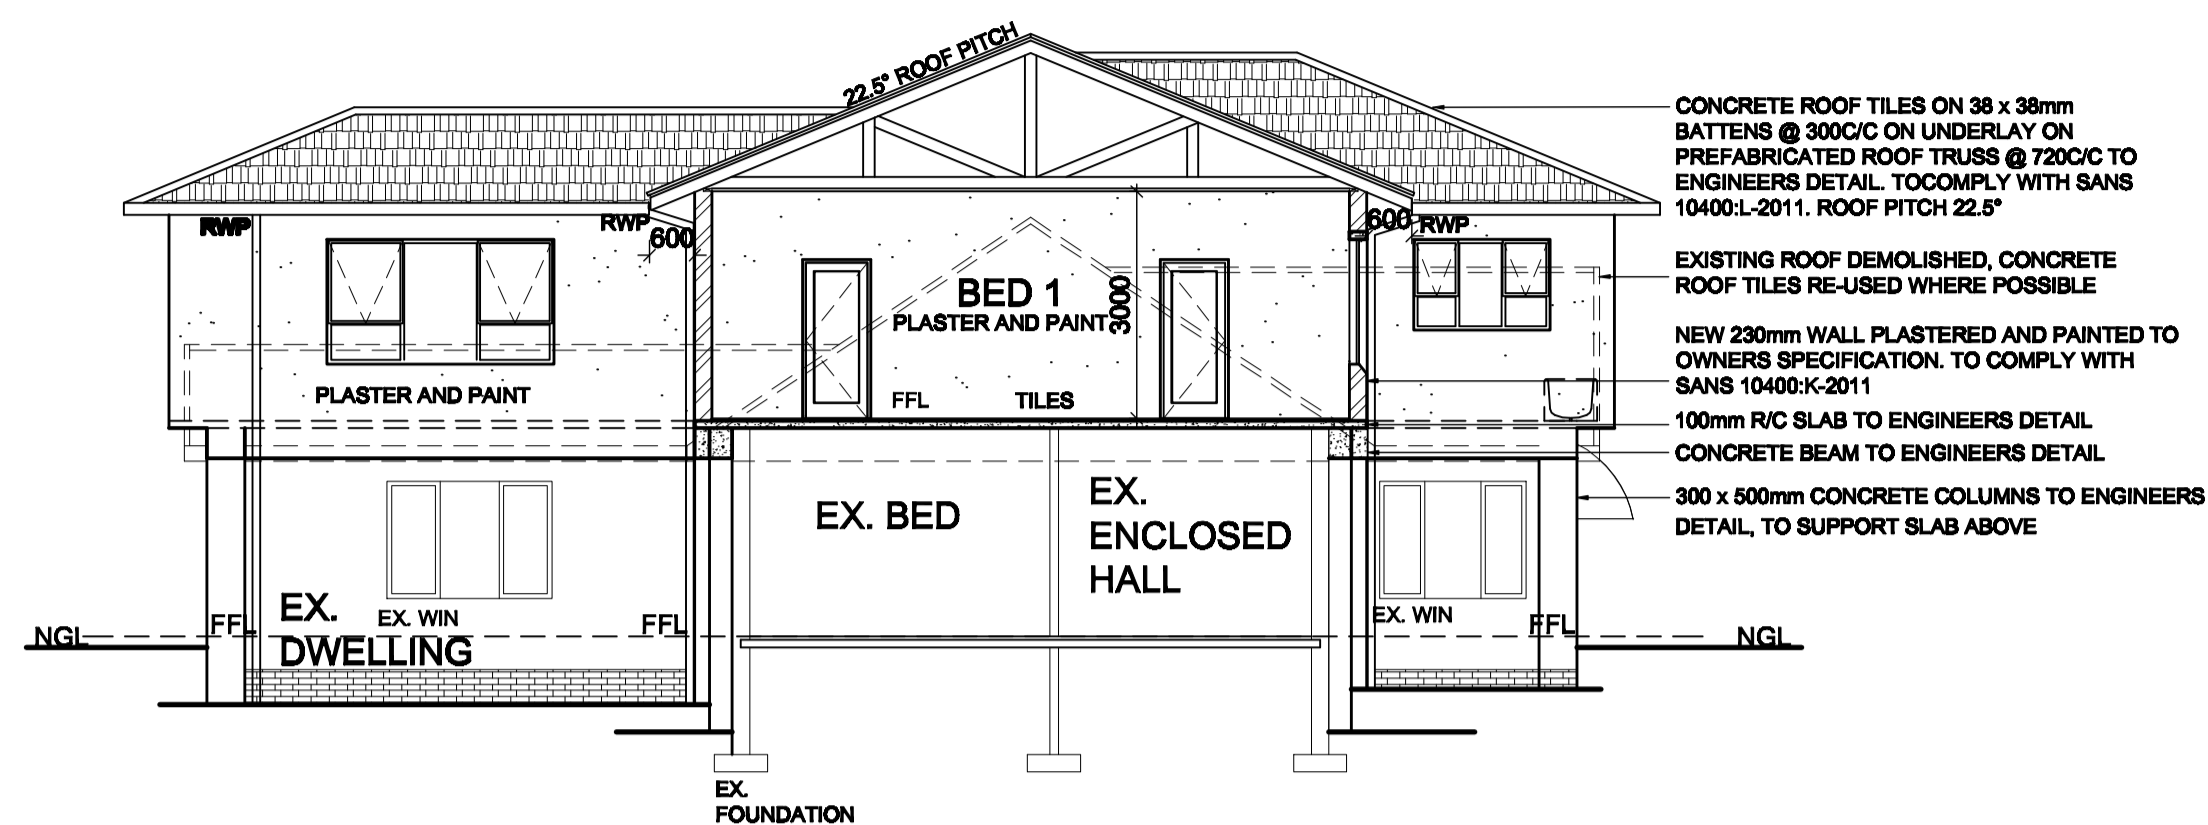 22.5° ROOF PITCH
CONCRETE ROOF TILES ON 38 x 38mm
BATTENS @ 300C/C ON UNDERLAY ON
PREFABRICATED ROOF TRUSS @ 720C/C TO
ENGINEERS DETAIL. TOCOMPLY WITH SANS
10400:L-2011. ROOF PITCH 22.5°
RWP
RWP
600
600
RWP
EXISTING ROOF DEMOLISHED, CONCRETE
ROOF TILES RE-USED WHERE POSSIBLE
BED 1
PLASTER AND PAINT
3000
NEW 230mm WALL PLASTERED AND PAINTED TO
OWNERS SPECIFICATION. TO COMPLY WITH
SANS 10400:K-2011
PLASTER AND PAINT
FFL
TILES
100mm R/C SLAB TO ENGINEERS DETAIL
CONCRETE BEAM TO ENGINEERS DETAIL
300 x 500mm CONCRETE COLUMNS TO ENGINEERS
DETAIL, TO SUPPORT SLAB ABOVE
EX. BED
EX.
ENCLOSED
HALL
EX.
DWELLING
EX. WIN
EX. WIN
NGL
FFL
FFL
FFL
NGL
EX.
FOUNDATION